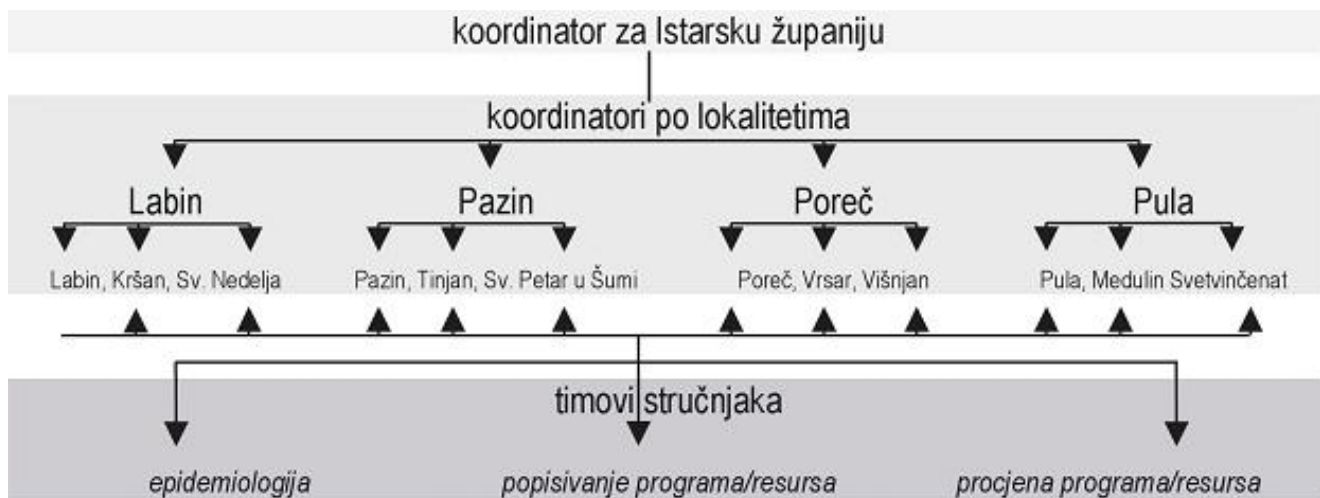 koordinator za Istarsku županiju
koordinatori po lokalitetima
Labin Pazin Poreč Pula
Labin, Kršan, Sv. Nedelja Pazin, Tinjan, Sv. Petar u Šumi Poreč, Vrsar, Višnjan Pula, Medulin Svetvinčenat
timovi stručnjaka
epidemiologija popisivanje programa/resursa procjena programa/resursa